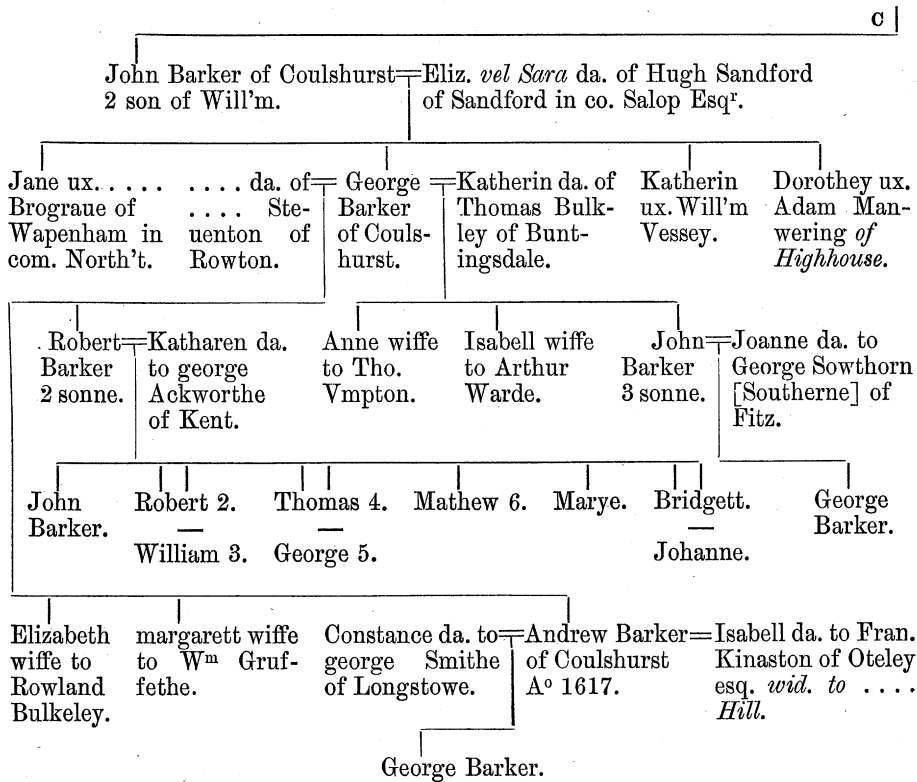 C
John Barker of Coulshurst=Eliz. vel Sara da. of Hugh Sandford
2 son of Will'm.
of Sandford in co. Salop Esqr.
Jane ux. . . . . .
Brograue of
Wapenham in
com. North't.
. . . . da. of=
. . . . Ste-
uenton of
Rowton.
George
Barker
of Couls-
hurst.
=Katherin da. of
Thomas Bulk-
ley of Bunt-
ingsdale.
Katherin
ux. Will'm
Vessey.
Dorothey ux.
Adam Man-
wering of
Highhouse.
Robert=
Barker
2 sonne.
Katharen da.
to george
Ackworthe
of Kent.
Anne wiffe
to Tho.
Vmpton.
Isabell wiffe
to Arthur
Warde.
John=
Barker
3 sonne.
Joanne da. to
George Sowthorn
[Southerne] of
Fitz.
John
Barker.
Robert 2.
—
William 3.
Thomas 4.
—
George 5.
Mathew 6.
Marye.
Bridgett.
—
Johanne.
George
Barker.
Elizabeth
wiffe to
Rowland
Bulkeley.
margarett wiffe
to Wm Gruf-
fethe.
Constance da. to=
george Smithe
of Longstowe.
Andrew Barker=
of Coulshurst
Ao 1617.
Isabell da. to Fran.
Kinaston of Oteley
esq. wid. to . . . .
Hill.
George Barker.